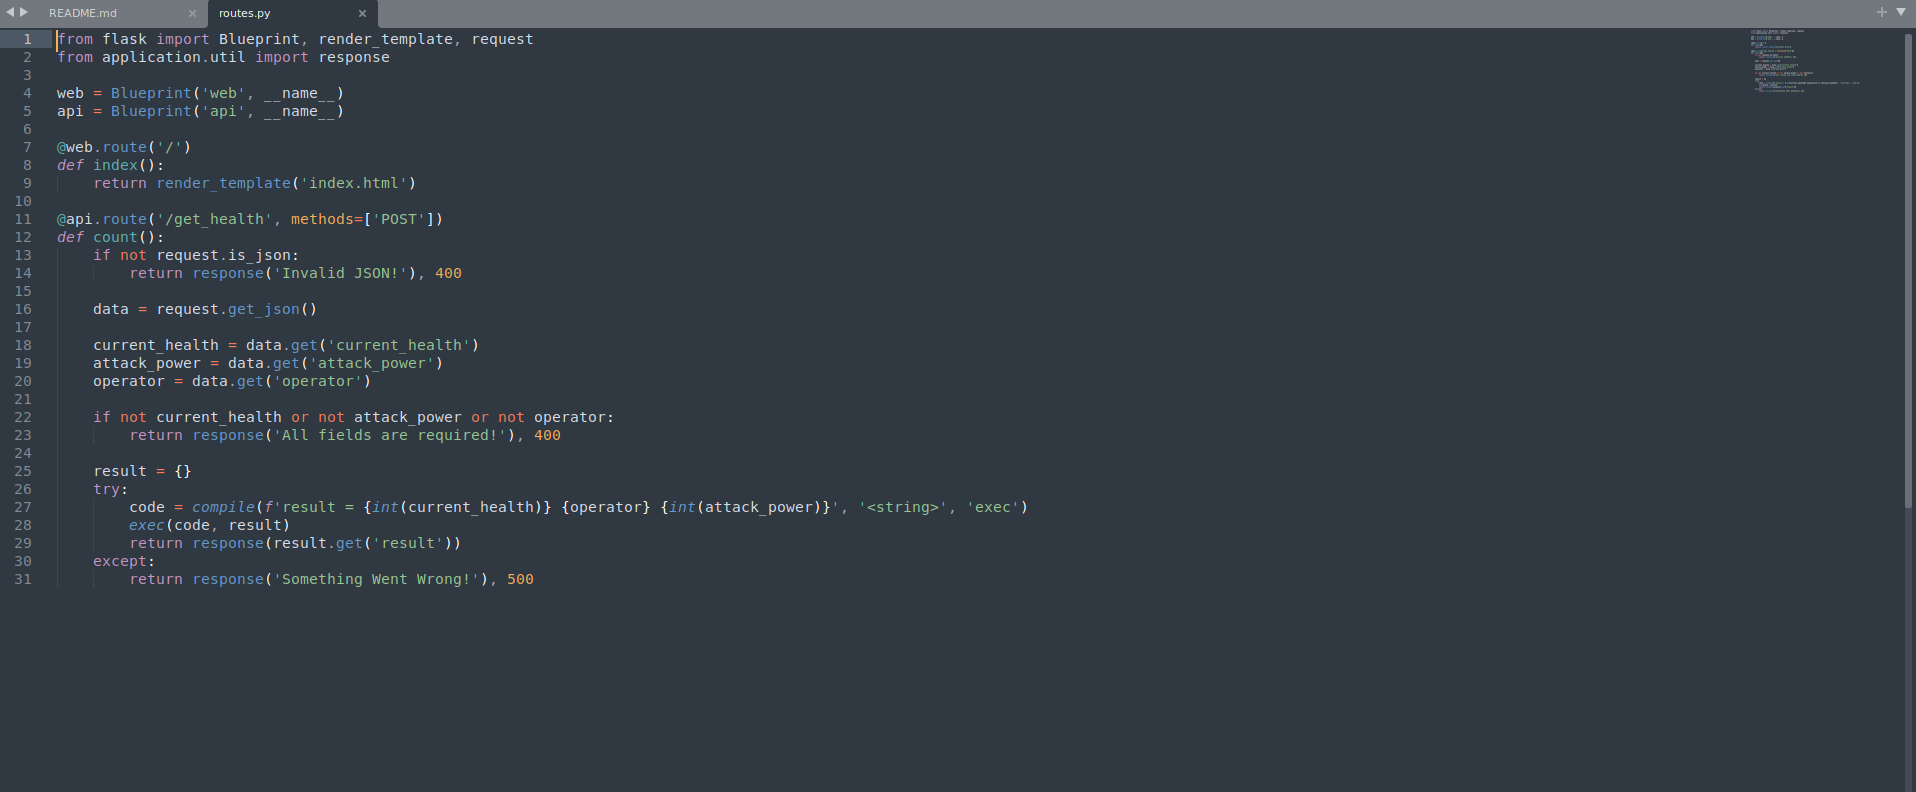 README.md × routes.py ×
1 from flask import Blueprint, render_template, request
2 from application.util import response
3
4 web = Blueprint('web', __name__)
5 api = Blueprint('api', __name__)
6
7 @web.route('/')
8 def index():
9     return render_template('index.html')
10
11 @api.route('/get_health', methods=['POST'])
12 def count():
13     if not request.is_json:
14         return response('Invalid JSON!'), 400
15
16     data = request.get_json()
17
18     current_health = data.get('current_health')
19     attack_power = data.get('attack_power')
20     operator = data.get('operator')
21
22     if not current_health or not attack_power or not operator:
23         return response('All fields are required!'), 400
24
25     result = {}
26     try:
27         code = compile(f'result = {int(current_health)} {operator} {int(attack_power)}', '<string>', 'exec')
28         exec(code, result)
29         return response(result.get('result'))
30     except:
31         return response('Something Went Wrong!'), 500